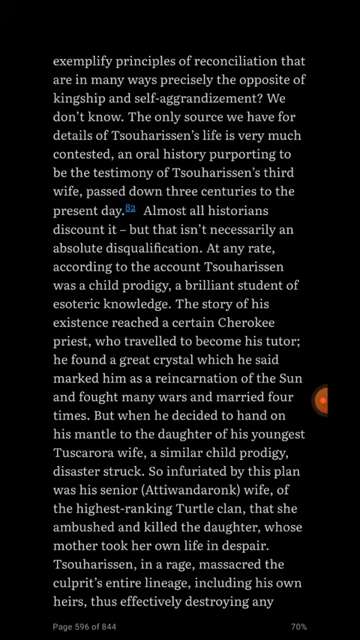 exemplify principles of reconciliation that
are in many ways precisely the opposite of
kingship and self-aggrandizement? We
don't know. The only source we have for
details of Tsouharissen's life is very much
contested, an oral history purporting to
be the testimony of Tsouharissen's third
wife, passed down three centuries to the
present day.82 Almost all historians
discount it – but that isn't necessarily an
absolute disqualification. At any rate,
according to the account Tsouharissen
was a child prodigy, a brilliant student of
esoteric knowledge. The story of his
existence reached a certain Cherokee
priest, who travelled to become his tutor;
he found a great crystal which he said
marked him as a reincarnation of the Sun
and fought many wars and married four
times. But when he decided to hand on
his mantle to the daughter of his youngest
Tuscarora wife, a similar child prodigy,
disaster struck. So infuriated by this plan
was his senior (Attiwandaronk) wife, of
the highest-ranking Turtle clan, that she
ambushed and killed the daughter, whose
mother took her own life in despair.
Tsouharissen, in a rage, massacred the
culprit's entire lineage, including his own
heirs, thus effectively destroying any
Page 596 of 844 70%